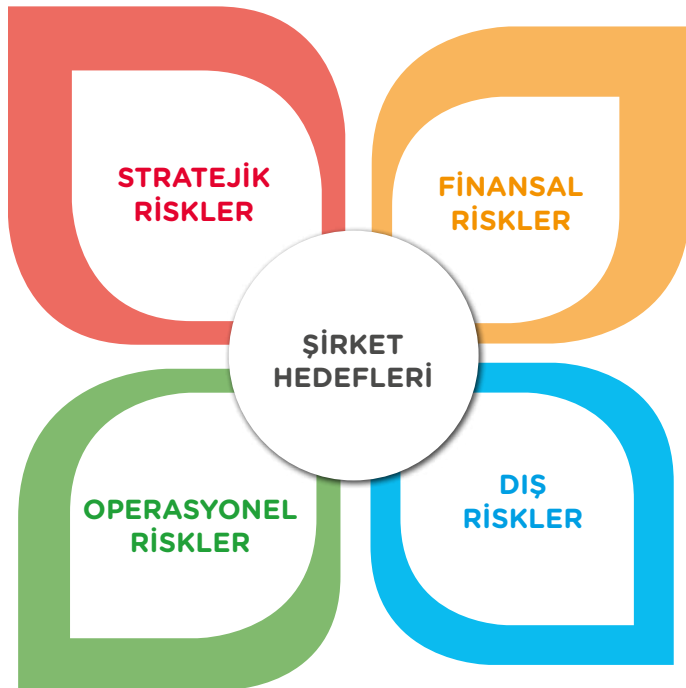 STRATEJİK
RİSKLER
FİNANSAL
RİSKLER
ŞİRKET
HEDEFLERİ
OPERASYONEL
RİSKLER
DIŞ
RİSKLER